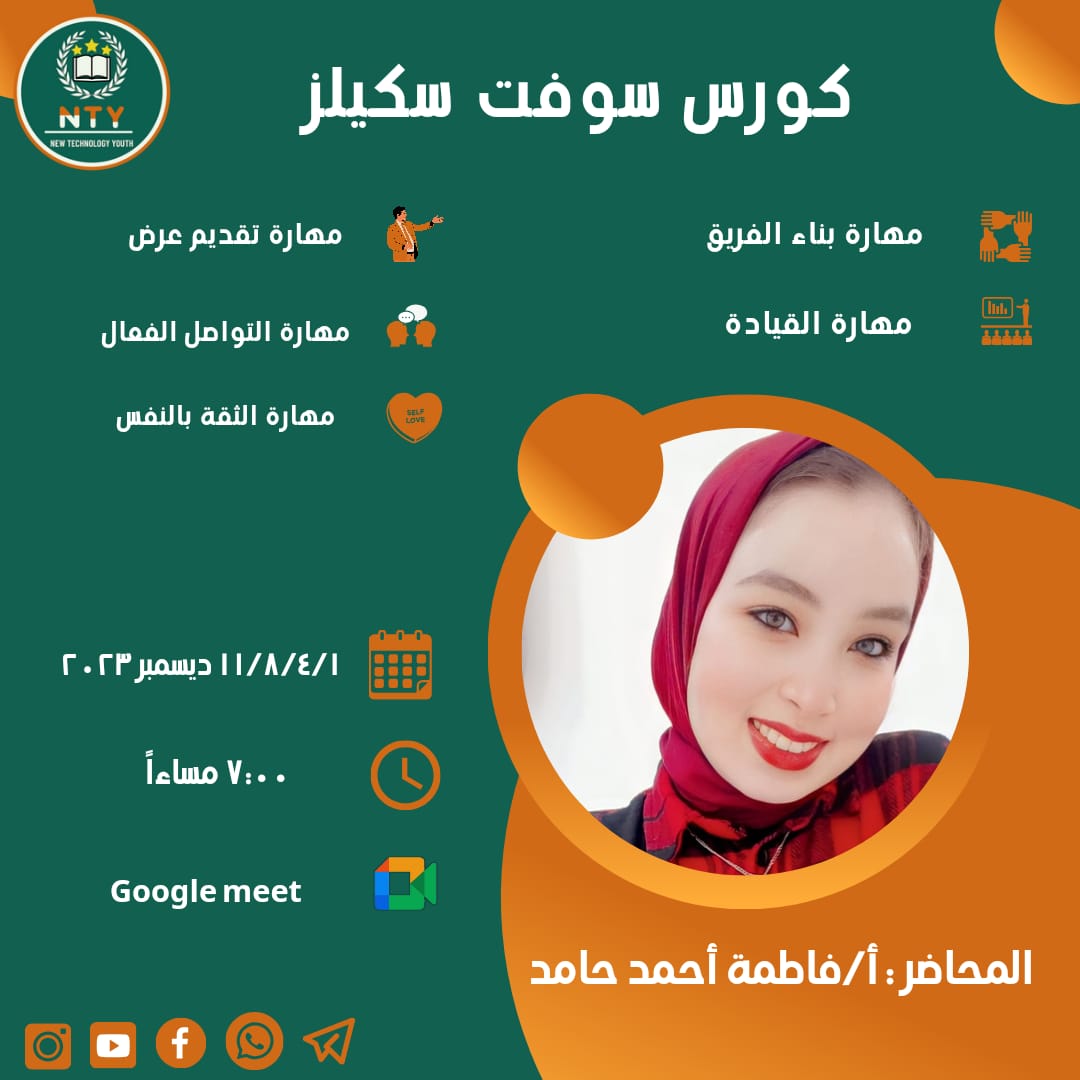 NTY
NEW TECHNOLOGY YOUTH
كورس سوفت سكيلز
مهارة بناء الفريق
مهارة تقديم عرض
مهارة القيادة
مهارة التواصل الفعال
مهارة الثقة بالنفس
SELF
LOVE
١١/٨/٤/١ ديسمبر ٢٠٢٣
٧:٠٠ مساءاً
Google meet
المحاضر : أ/فاطمة أحمد حامد